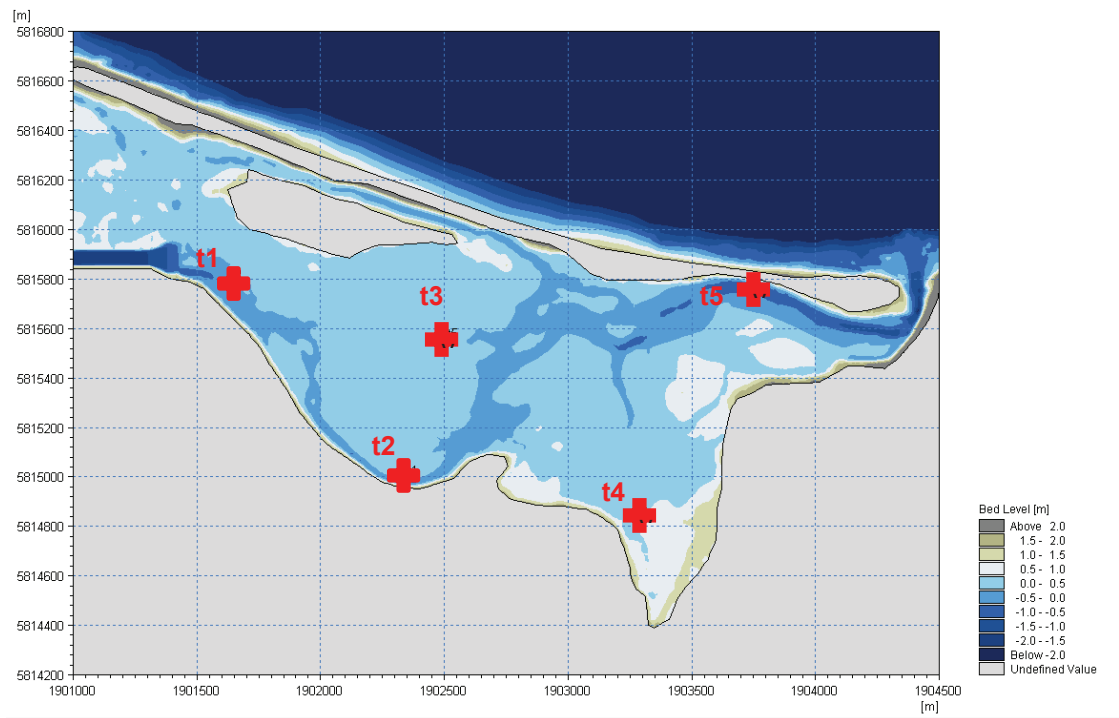 [m]
5816800
5816600
5816400
5816200
5816000
5815800
5815600
5815400
5815200
5815000
5814800
5814600
5814400
5814200
t1
t3
t5
t2
t4
1901000 1901500 1902000 1902500 1903000 1903500 1904000 1904500
[m]
Bed Level [m]
Above 2.0
1.5 - 2.0
1.0 - 1.5
0.5 - 1.0
0.0 - 0.5
-0.5 - 0.0
-1.0 - -0.5
-1.5 - -1.0
-2.0 - -1.5
Below -2.0
Undefined Value